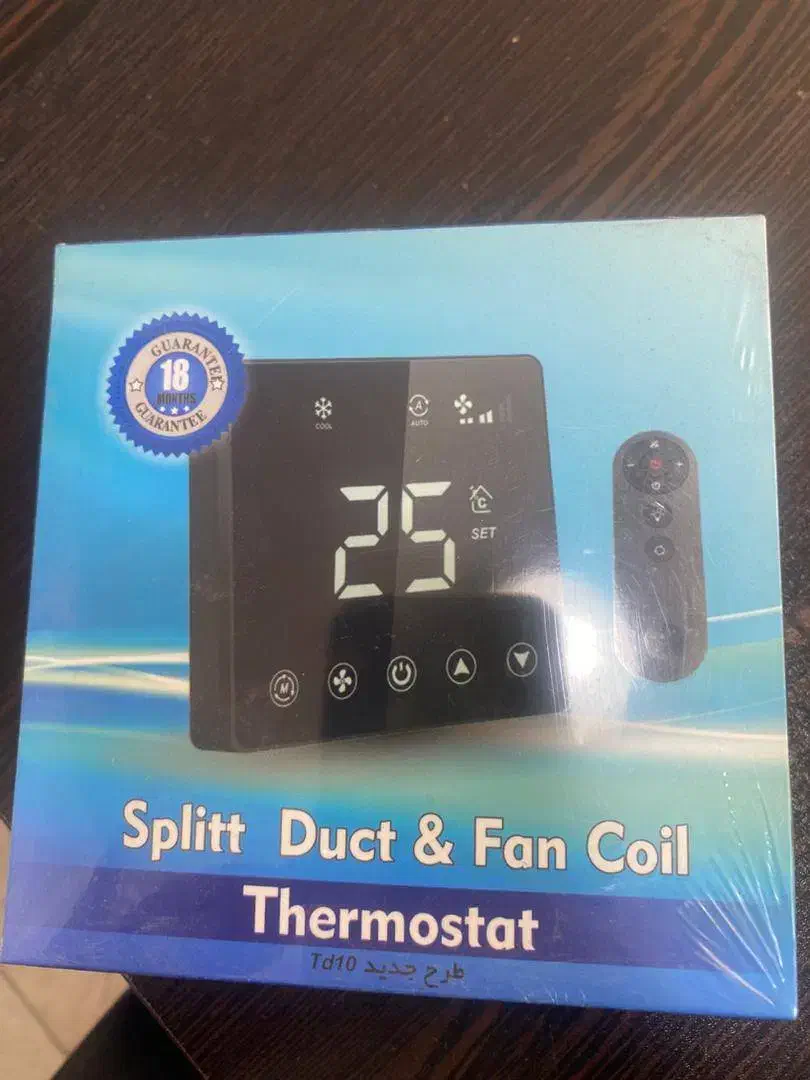 GUARANTEE
18
MONTHS
GUARANTEE
COOL
A
AUTO
25
C
SET
M
Splitt Duct & Fan Coil
Thermostat
طرح جدید Td10